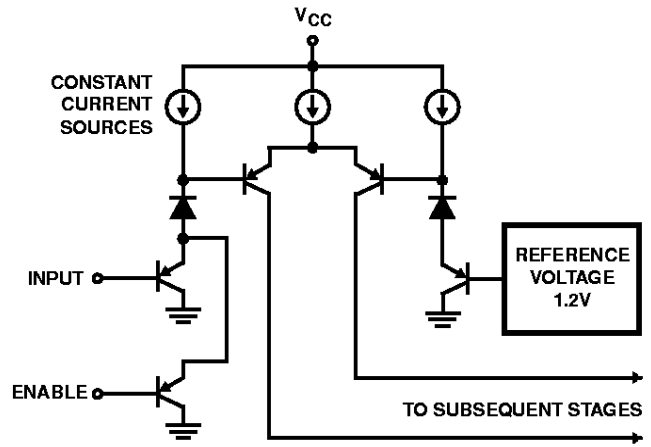 VCC
CONSTANT
CURRENT
SOURCES
INPUT
REFERENCE
VOLTAGE
1.2V
ENABLE
TO SUBSEQUENT STAGES